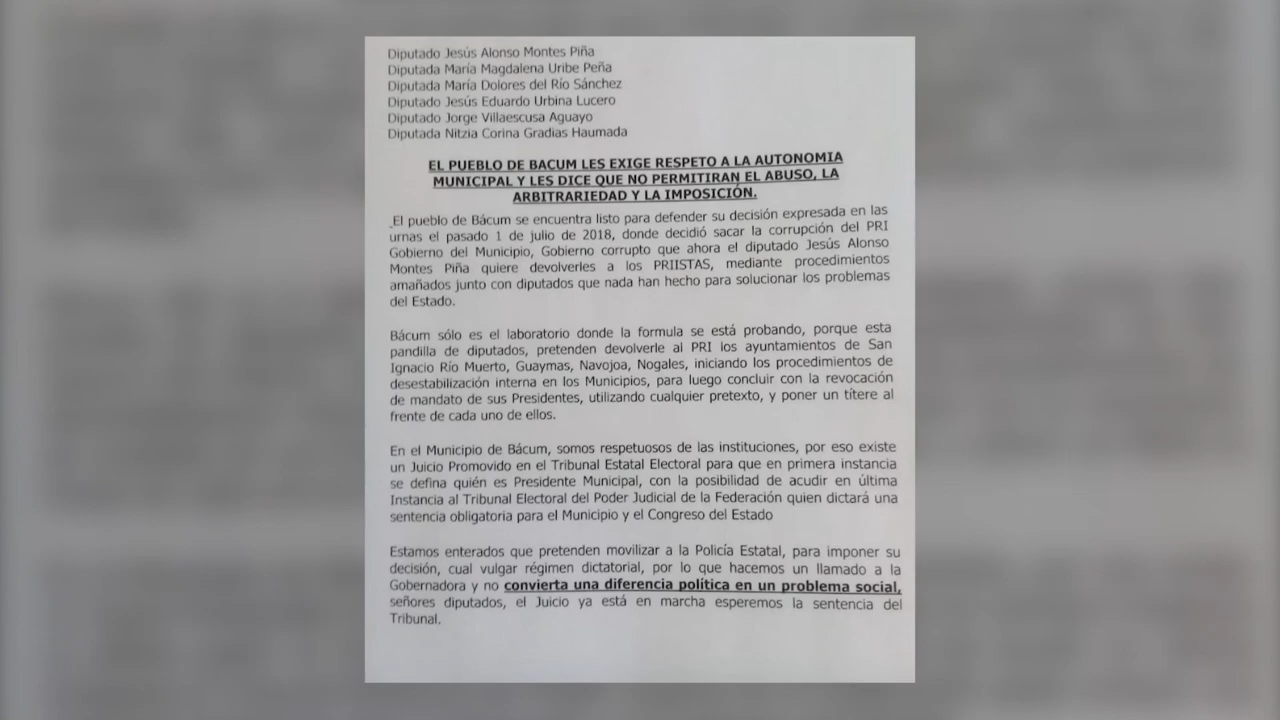 Diputado Jesús Alonso Montes Piña
Diputada María Magdalena Uribe Peña
Diputada María Dolores del Río Sánchez
Diputado Jesús Eduardo Urbina Lucero
Diputado Jorge Villaescusa Aguayo
Diputada Nitzia Corina Gradias Haumada
EL PUEBLO DE BACUM LES EXIGE RESPETO A LA AUTONOMIA
MUNICIPAL Y LES DICE QUE NO PERMITIRAN EL ABUSO, LA
ARBITRARIEDAD Y LA IMPOSICIÓN.
El pueblo de Bácum se encuentra listo para defender su decisión expresada en las
urnas el pasado 1 de julio de 2018, donde decidió sacar la corrupción del PRI
Gobierno del Municipio, Gobierno corrupto que ahora el diputado Jesús Alonso
Montes Piña quiere devolverles a los PRIISTAS, mediante procedimientos
amañados junto con diputados que nada han hecho para solucionar los problemas
del Estado.
Bácum sólo es el laboratorio donde la formula se está probando, porque esta
pandilla de diputados, pretenden devolverle al PRI los ayuntamientos de San
Ignacio Río Muerto, Guaymas, Navojoa, Nogales, iniciando los procedimientos de
desestabilización interna en los Municipios, para luego concluir con la revocación
de mandato de sus Presidentes, utilizando cualquier pretexto, y poner un títere al
frente de cada uno de ellos.
En el Municipio de Bácum, somos respetuosos de las instituciones, por eso existe
un Juicio Promovido en el Tribunal Estatal Electoral para que en primera instancia
se defina quién es Presidente Municipal, con la posibilidad de acudir en última
Instancia al Tribunal Electoral del Poder Judicial de la Federación quien dictará una
sentencia obligatoria para el Municipio y el Congreso del Estado
Estamos enterados que pretenden movilizar a la Policía Estatal, para imponer su
decisión, cual vulgar régimen dictatorial, por lo que hacemos un llamado a la
Gobernadora y no convierta una diferencia política en un problema social,
señores diputados, el Juicio ya está en marcha esperemos la sentencia del
Tribunal.